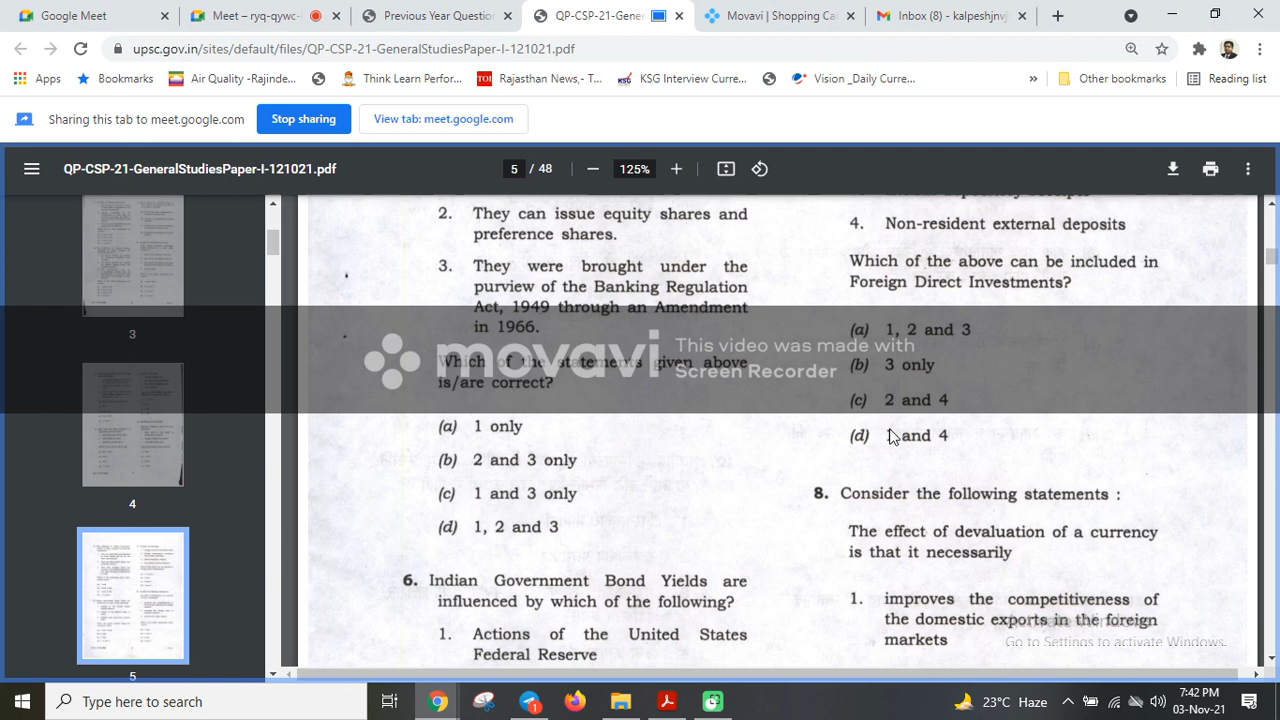 Google Meet
Meet – ryq-qywc-
Previous Year Question
QP-CSP-21-Gener
Movavi | Shopping Car
Inbox (8) - kalpeshjnvj
upsc.gov.in/sites/default/files/QP-CSP-21-GeneralStudiesPaper-I-121021.pdf
Apps
Bookmarks
Air Quality -Rajinde...
Think Learn Perfor...
TOI
Rajasthan News,- T...
KSG
KSG Interview Curre...
Vision _Daily Curre...
»
Other bookmarks
Reading list
Sharing this tab to meet.google.com
Stop sharing
View tab: meet.google.com
QP-CSP-21-GeneralStudiesPaper-I-121021.pdf
5 / 48
125%
3
4
5
2. They can issue equity shares and
preference shares.
3. They were brought under the
purview of the Banking Regulation
Act, 1949 through an Amendment
in 1966.
Which of the statements given above
is/are correct?
(a) 1 only
(b) 2 and 3 only
(c) 1 and 3 only
(d) 1, 2 and 3
6. Indian Government Bond Yields are
influenced by which of the following?
1. Actions of the United States
Federal Reserve
4. Non-resident external deposits
Which of the above can be included in
Foreign Direct Investments?
(a) 1, 2 and 3
(b) 3 only
(c) 2 and 4
(d) 1 and 4
8. Consider the following statements :
The effect of devaluation of a currency
is that it necessarily
1. improves the competitiveness of
the domestic exports in the foreign
markets
movavi
This video was made with
Screen Recorder
Go to Settings to activate Windows.
Type here to search
1
23°C Haze
7:42 PM
03-Nov-21